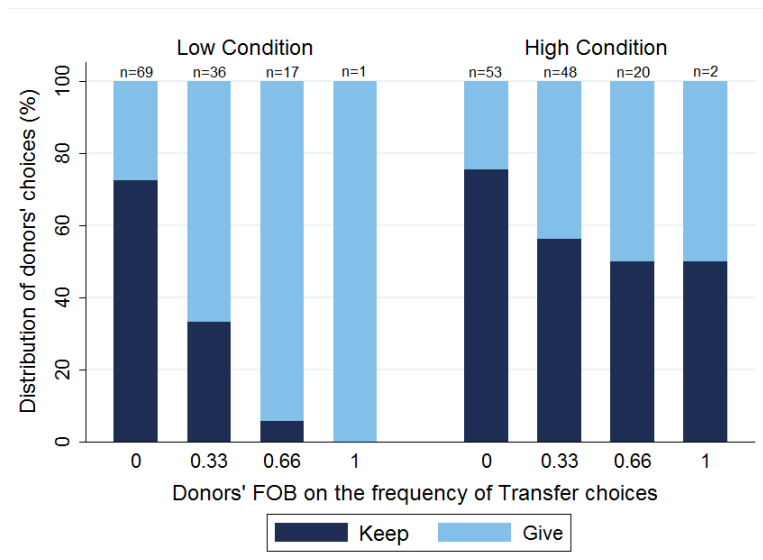 Low Condition
High Condition
n=69 n=36 n=17 n=1
n=53 n=48 n=20 n=2
Distribution of donors' choices (%)
100
80
60
40
20
0
0 0.33 0.66 1
0 0.33 0.66 1
Donors' FOB on the frequency of Transfer choices
Keep Give